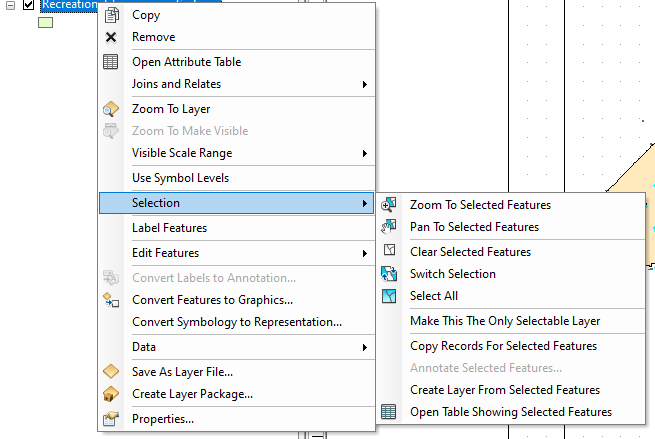 Recreation
Copy
Remove
Open Attribute Table
Joins and Relates
Zoom To Layer
Zoom To Make Visible
Visible Scale Range
Use Symbol Levels
Selection
Label Features
Edit Features
Convert Labels to Annotation...
Convert Features to Graphics...
Convert Symbology to Representation...
Data
Save As Layer File...
Create Layer Package...
Properties...
Zoom To Selected Features
Pan To Selected Features
Clear Selected Features
Switch Selection
Select All
Make This The Only Selectable Layer
Copy Records For Selected Features
Annotate Selected Features...
Create Layer From Selected Features
Open Table Showing Selected Features